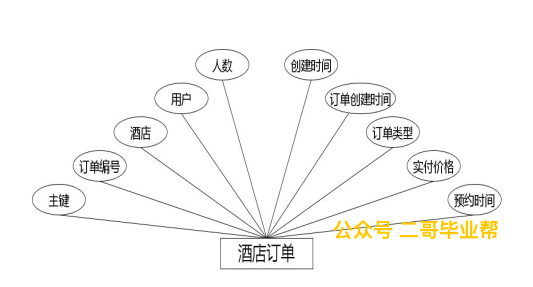 人数
创建时间
用户
订单创建时间
酒店
订单类型
订单编号
实付价格
主键
预约时间
公众号 二哥毕业帮
酒店订单